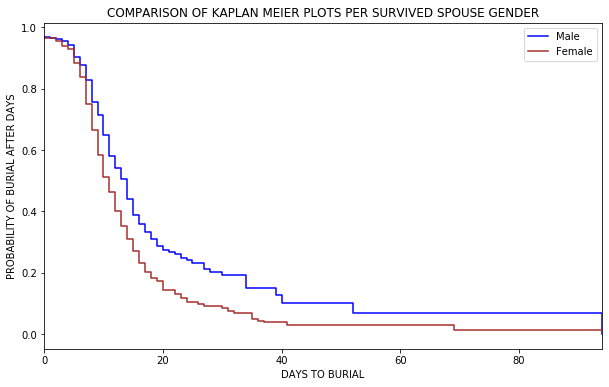 COMPARISON OF KAPLAN MEIER PLOTS PER SURVIVED SPOUSE GENDER
Male
Female
PROBABILITY OF BURIAL AFTER DAYS
1.0
0.8
0.6
0.4
0.2
0.0
0 20 40 60 80
DAYS TO BURIAL